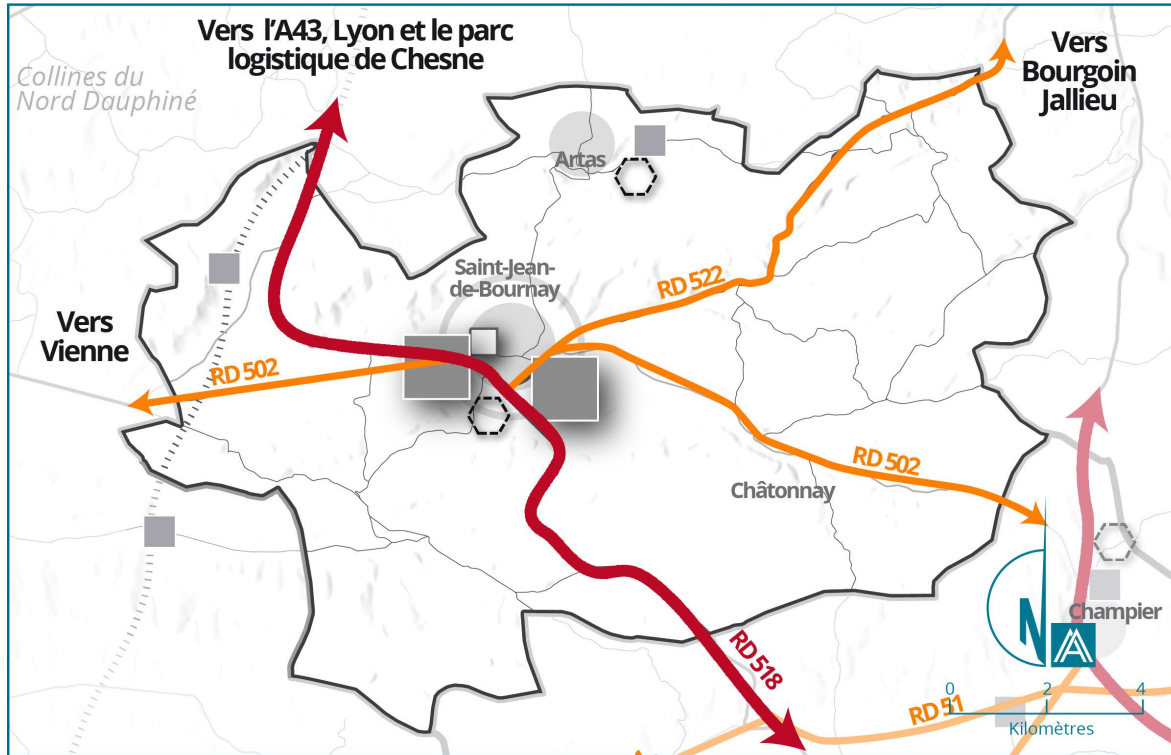 Vers l'A43, Lyon et le parc
logistique de Chesne
Vers
Bourgoin
Jallieu
Collines du
Nord Dauphiné
Artas
Saint-Jean-
de-Bournay
RD 522
Vers
Vienne
RD 502
RD 502
Châtonnay
Champier
RD 518
RD 51
N
0 2 4
Kilomètres